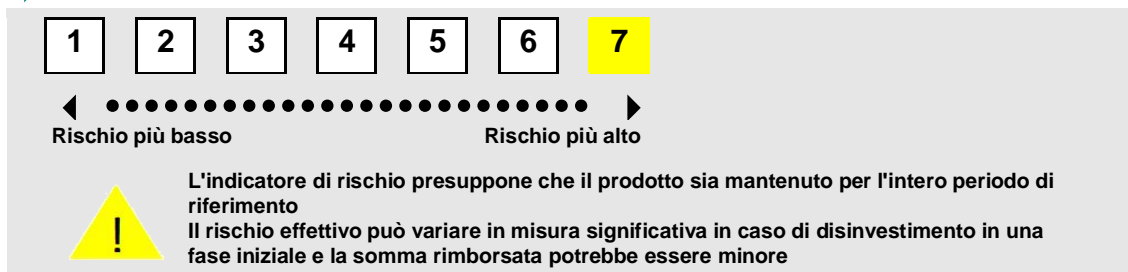 1 2 3 4 5 6 7
Rischio più basso Rischio più alto
L'indicatore di rischio presuppone che il prodotto sia mantenuto per l'intero periodo di
riferimento
!
Il rischio effettivo può variare in misura significativa in caso di disinvestimento in una
fase iniziale e la somma rimborsata potrebbe essere minore